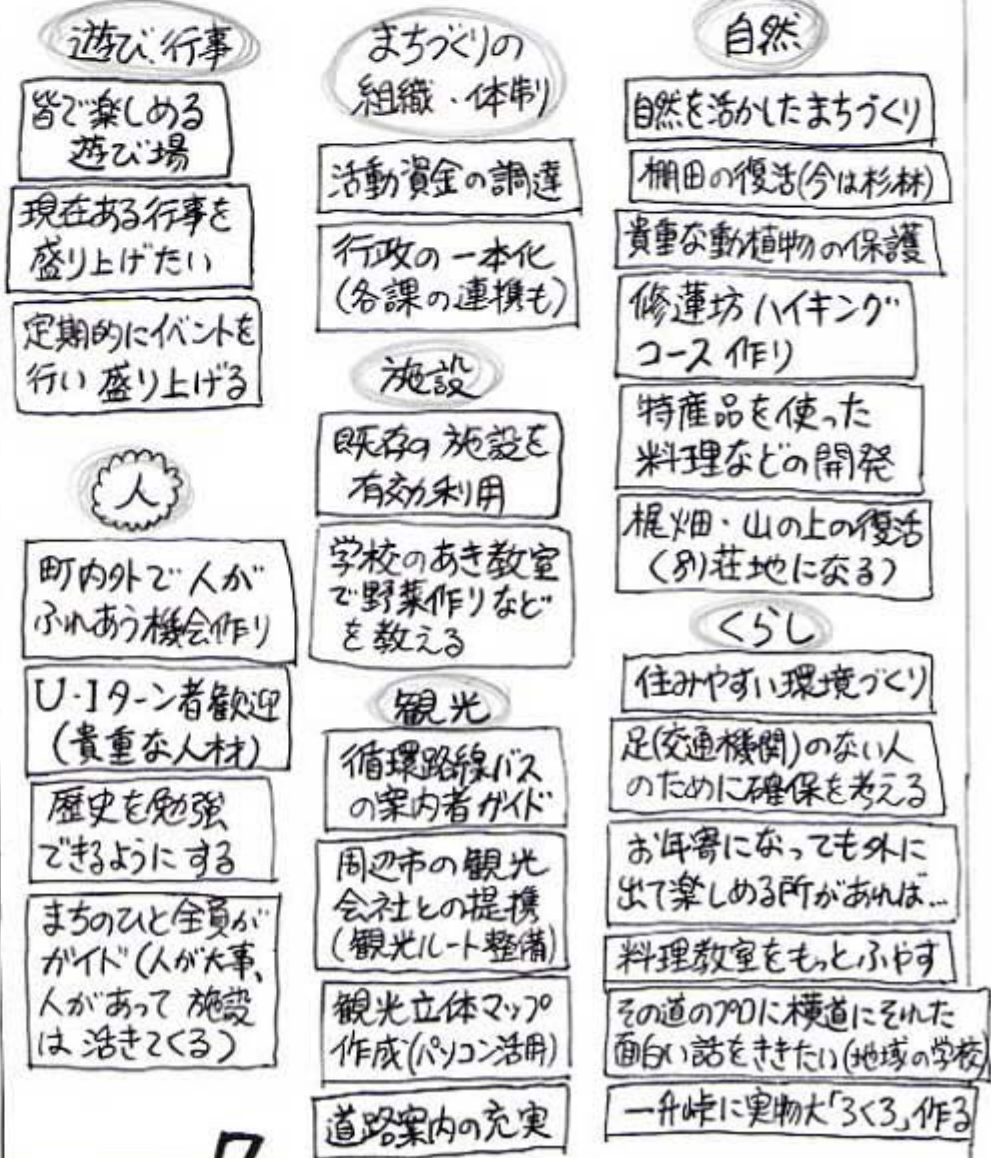 遊び、行事
皆で楽しめる
遊び場
現在ある行事を
盛り上げたい
定期的にイベントを
行い盛り上げる
人
町内外で人が
ふれあう機会作り
U・Iターン者歓迎
(貴重な人材)
歴史を勉強
できるようにする
まちのひと全員が
ガイド(人が大事、
人があって施設
は活きてくる)
まちづくりの
組織・体制
活動資金の調達
行政の一本化
(各課の連携も)
施設
既存の施設を
有効利用
学校のあき教室
で野菜作りなど
を教える
観光
循環路線バス
の案内者ガイド
周辺市の観光
会社との提携
(観光ルート整備)
観光立体マップ
作成(パソコン活用)
道路案内の充実
自然
自然を活かしたまちづくり
棚田の復活(今は杉林)
貴重な動植物の保護
修蓮坊ハイキング
コース作り
特産品を使った
料理などの開発
梶畑・山の上の復活
(別荘地になる)
くらし
住みやすい環境づくり
足(交通機関)のない人
のために確保を考える
お年寄になっても外に
出て楽しめる所があれば…
料理教室をもっとふやす
その道のプロに横道にそれた
面白い話をききたい(地域の学校)
一升峠に実物大「ろくろ」作る